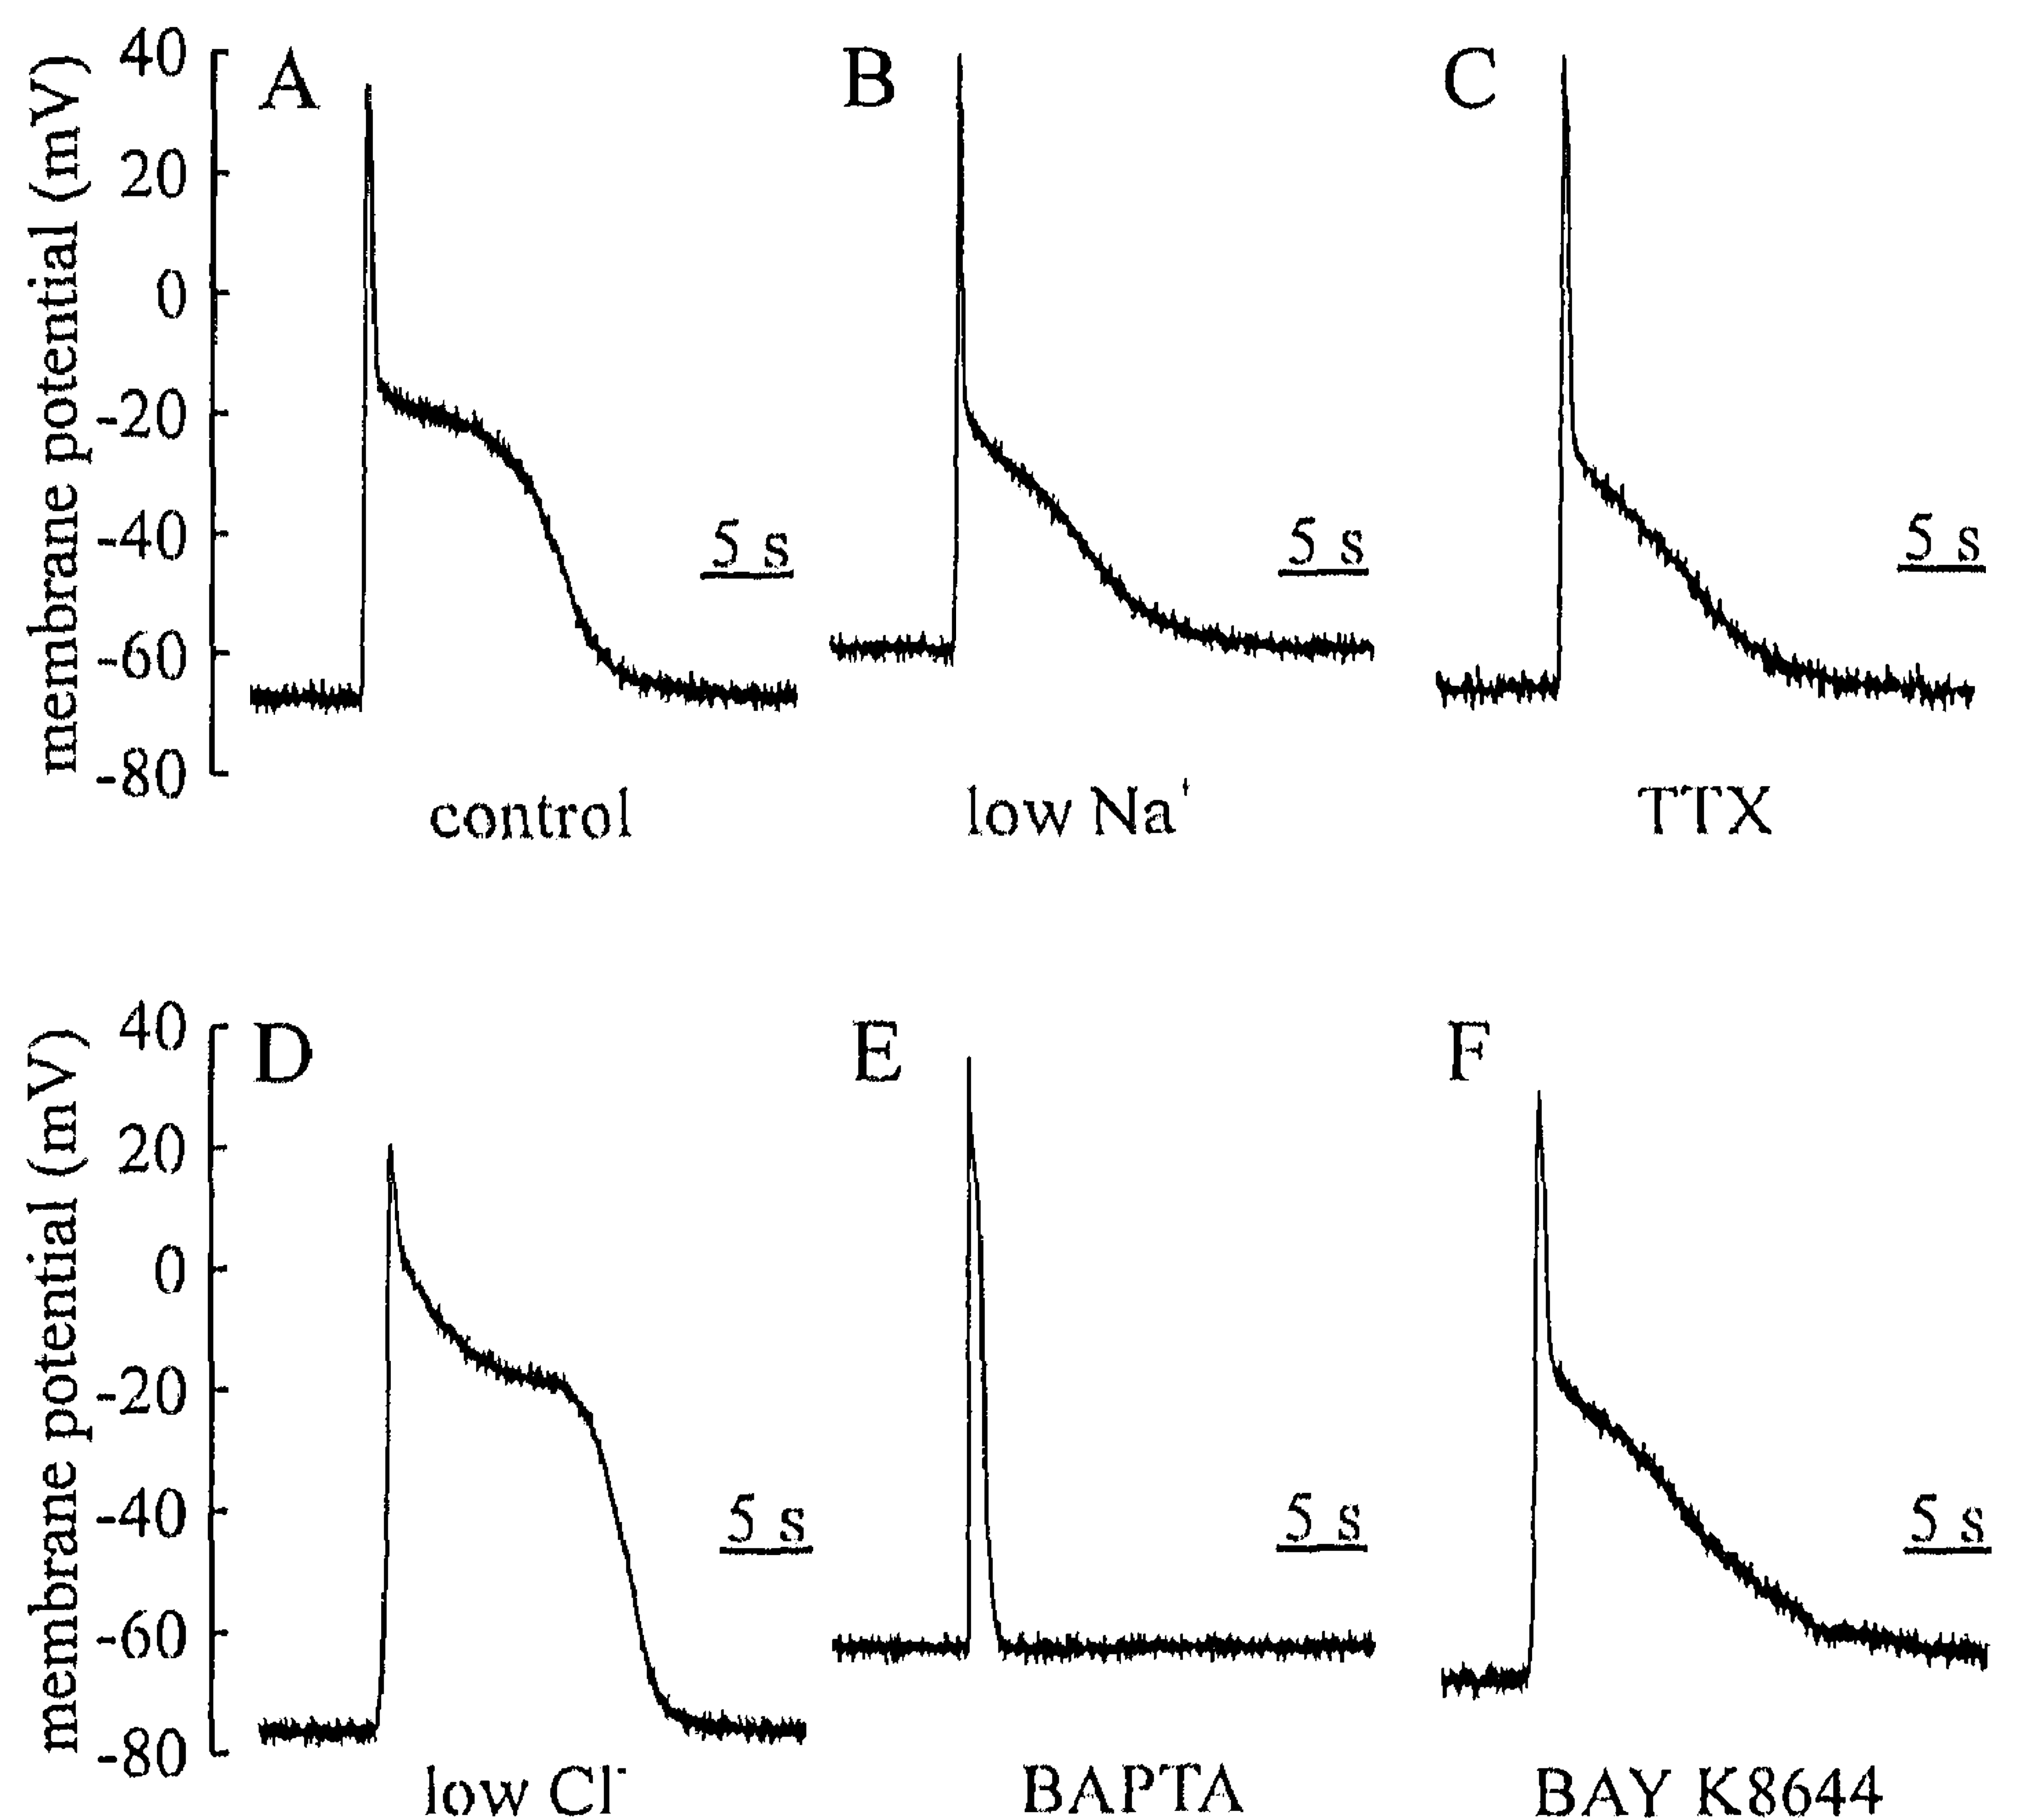 membrane potential (mV)
40
20
0
-20
-40
-60
-80
A
5 s
control
B
5 s
low Na⁺
C
5 s
TTX
membrane potential (mV)
40
20
0
-20
-40
-60
-80
D
5 s
low Cl⁻
E
5 s
BAPTA
F
5 s
BAY K8644